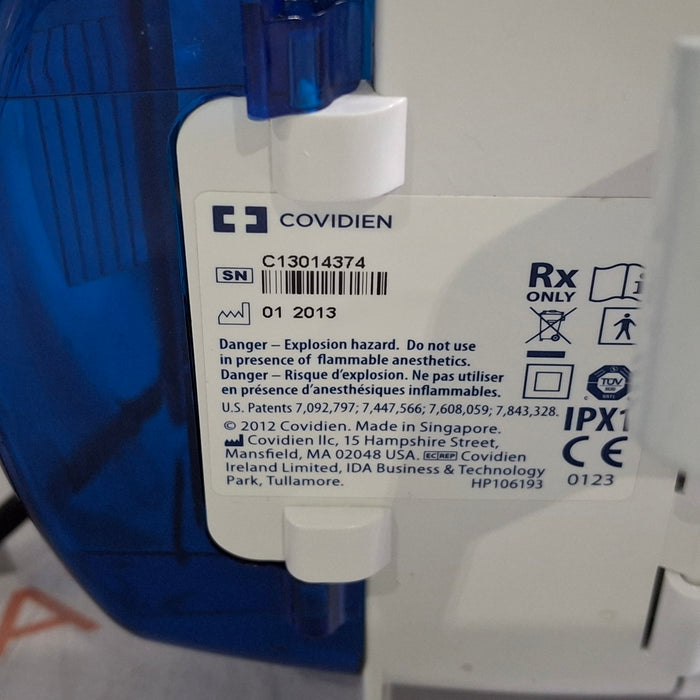 COVIDIEN
SN C13014374
01 2013
Rx
ONLY
Danger – Explosion hazard. Do not use
in presence of flammable anesthetics.
Danger – Risque d'explosion. Ne pas utiliser
en présence d'anesthésiques inflammables.
U.S. Patents 7,092,797; 7,447,566; 7,608,059; 7,843,328.
© 2012 Covidien. Made in Singapore.
Covidien llc, 15 Hampshire Street,
Mansfield, MA 02048 USA. EC REP Covidien
Ireland Limited, IDA Business & Technology
Park, Tullamore.
HP106193
TÜV
IPX1
CE
0123